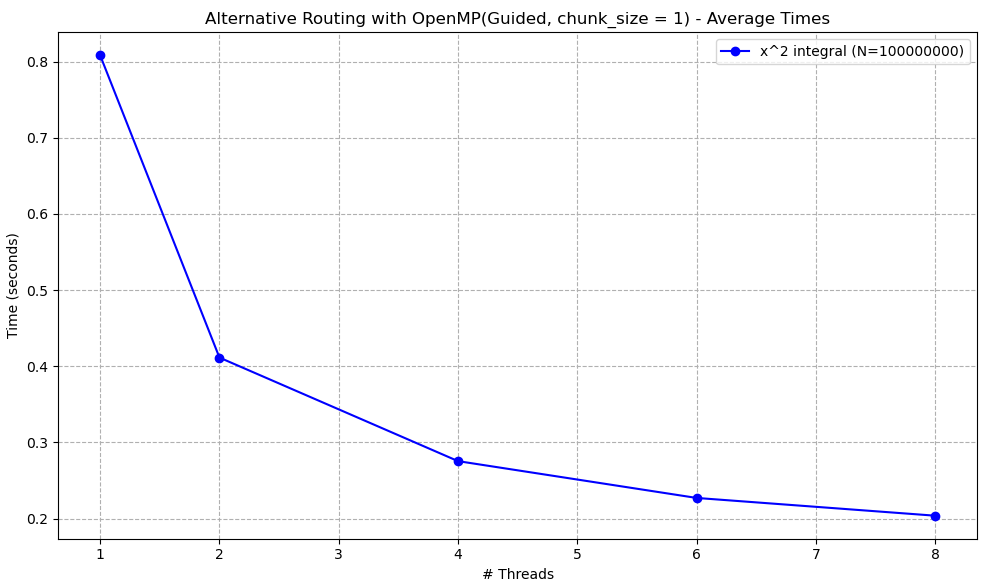 Alternative Routing with OpenMP(Guided, chunk_size = 1) - Average Times
x^2 integral (N=100000000)
0.8
0.7
0.6
0.5
0.4
0.3
0.2
Time (seconds)
1 2 3 4 5 6 7 8
# Threads